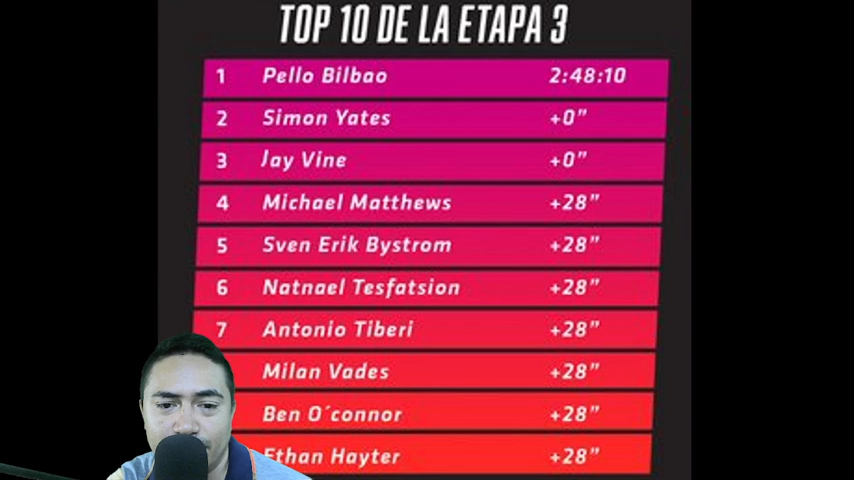 TOP 10 DE LA ETAPA 3
1 Pello Bilbao 2:48:10
2 Simon Yates +0"
3 Jay Vine +0"
4 Michael Matthews +28"
5 Sven Erik Bystrom +28"
6 Natnael Tesfatsion +28"
7 Antonio Tiberi +28"
Milan Vades +28"
Ben O´connor +28"
Ethan Hayter +28"